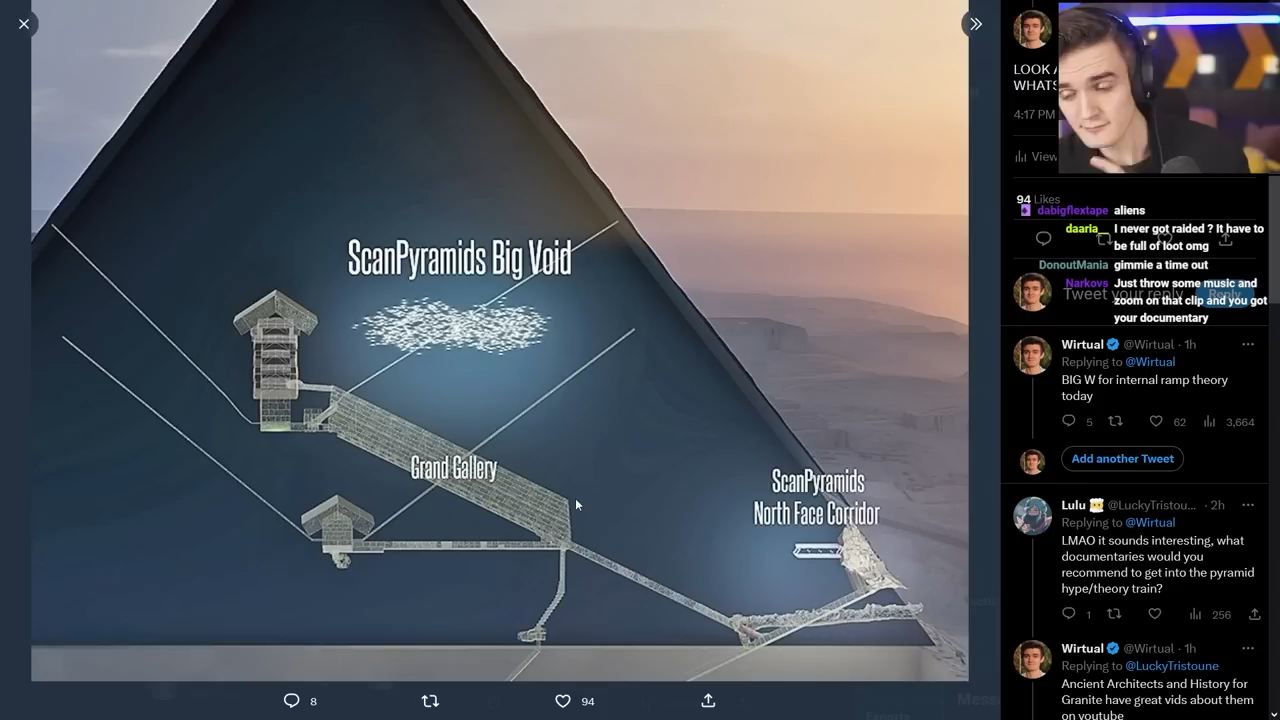 ScanPyramids Big Void
Grand Gallery
ScanPyramids
North Face Corridor
8
94
LOOK
WHATS
4:17 PM
View
94 Likes
dabigflextape aliens
daaria_ I never got raided ? It have to
be full of loot omg
DonoutMania gimmie a time out
Narkovs Just throw some music and
zoom on that clip and you got
your documentary
Tweet your reply
Reply
Wirtual @Wirtual · 1h
Replying to @Wirtual
BIG W for internal ramp theory
today
5 62 3,664
Add another Tweet
Lulu @LuckyTristou... · 2h
Replying to @Wirtual
LMAO it sounds interesting, what
documentaries would you
recommend to get into the pyramid
hype/theory train?
1 256
Wirtual @Wirtual · 1h
Replying to @LuckyTristoune
Ancient Architects and History for
Granite have great vids about them
on youtube